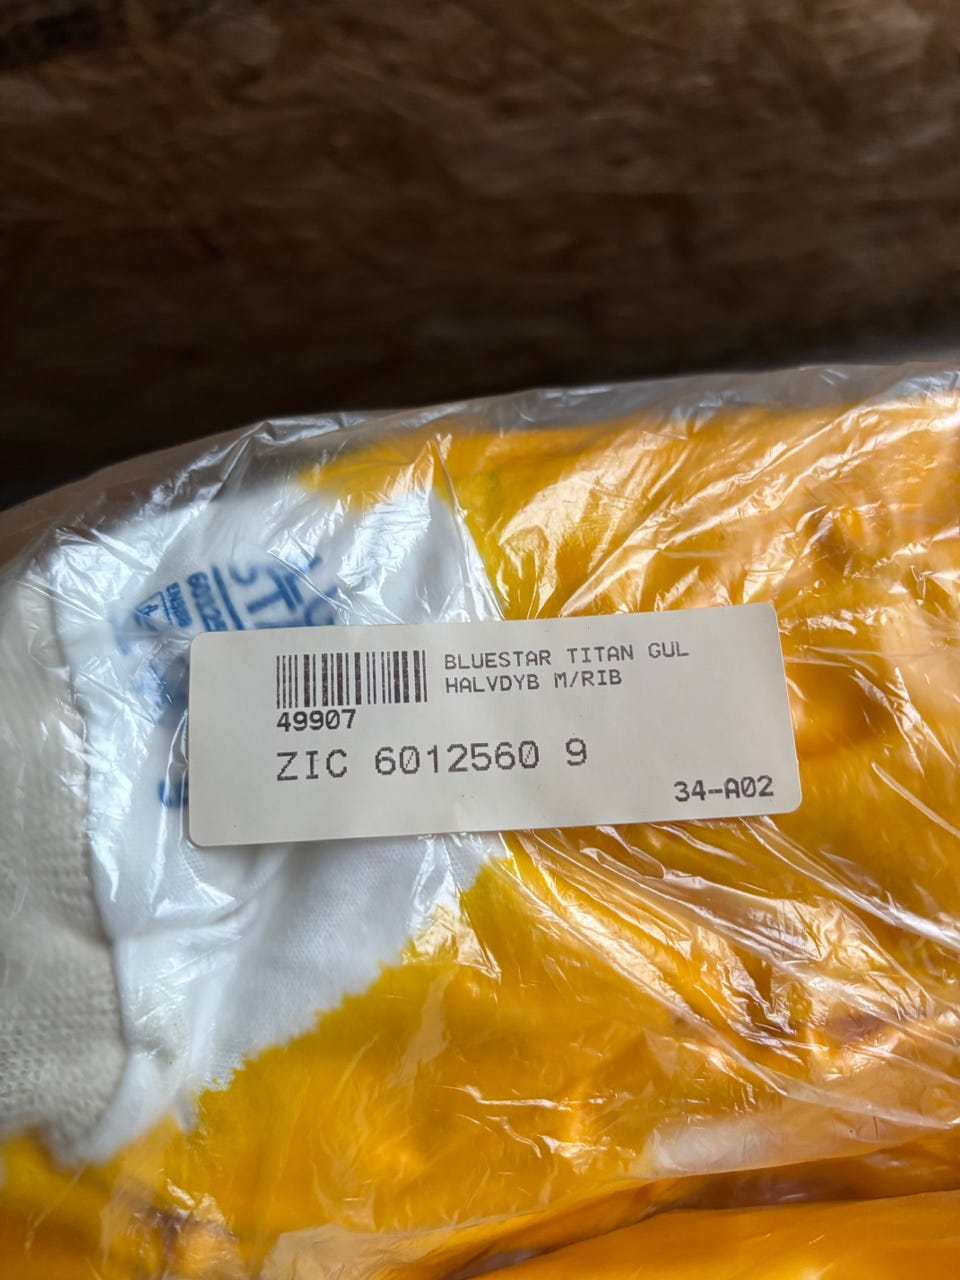 BLUESTAR TITAN GUL
HALVDYB M/RIB
49907
ZIC 6012560 9
34-A02